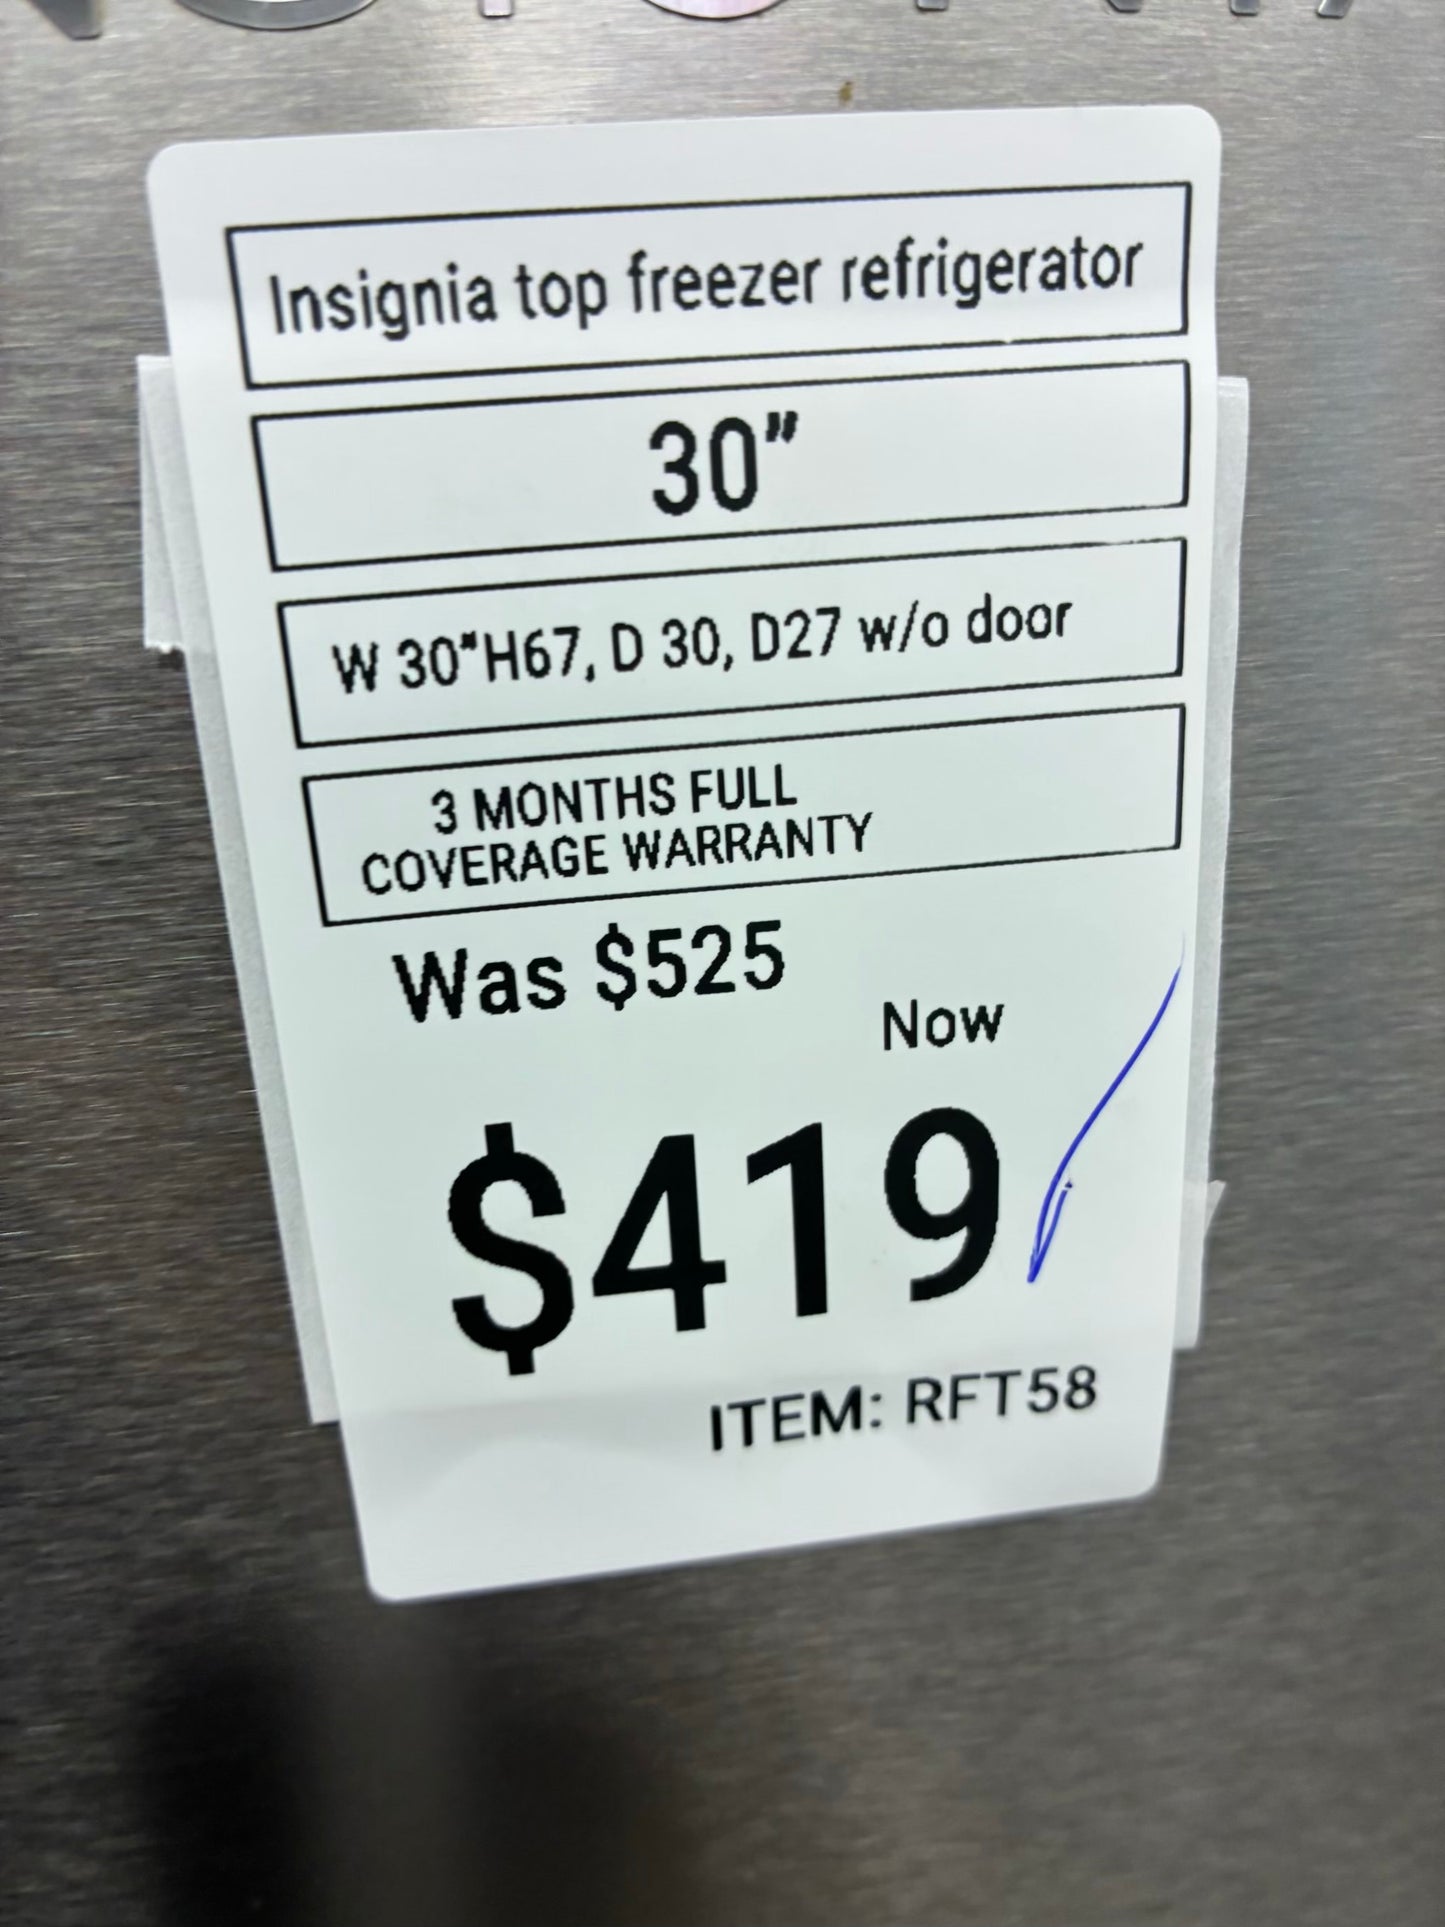 Insignia top freezer refrigerator
30"
W 30"H67, D 30, D27 w/o door
3 MONTHS FULL
COVERAGE WARRANTY
Was $525
Now
$419
ITEM: RFT58